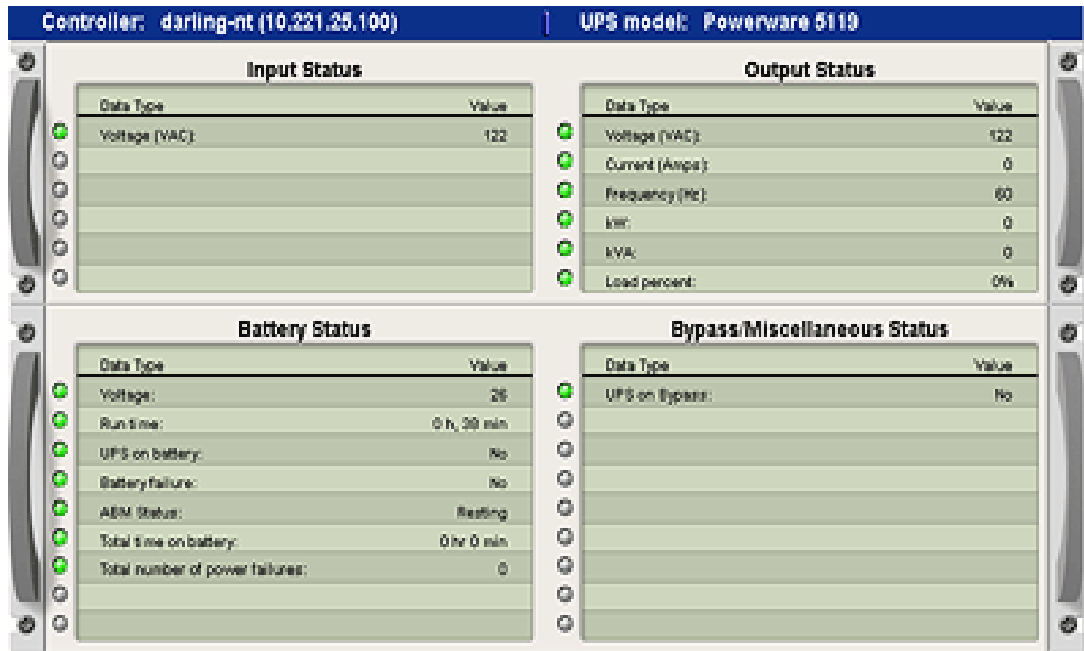 Controller: darling-nt (10.221.25.100) | UPS model: Powerware 5119
Input Status
Data Type Value
Voltage (VAC): 122
Output Status
Data Type Value
Voltage (VAC): 122
Current (Amps): 0
Frequency (Hz): 60
kW: 0
kVA: 0
Load percent: 0%
Battery Status
Data Type Value
Voltage: 26
Run time: 0 h, 39 min
UPS on battery: No
Battery failure: No
ABM Status: Resting
Total time on battery: 0 hr 0 min
Total number of power failures: 0
Bypass/Miscellaneous Status
Data Type Value
UPS on Bypass: No